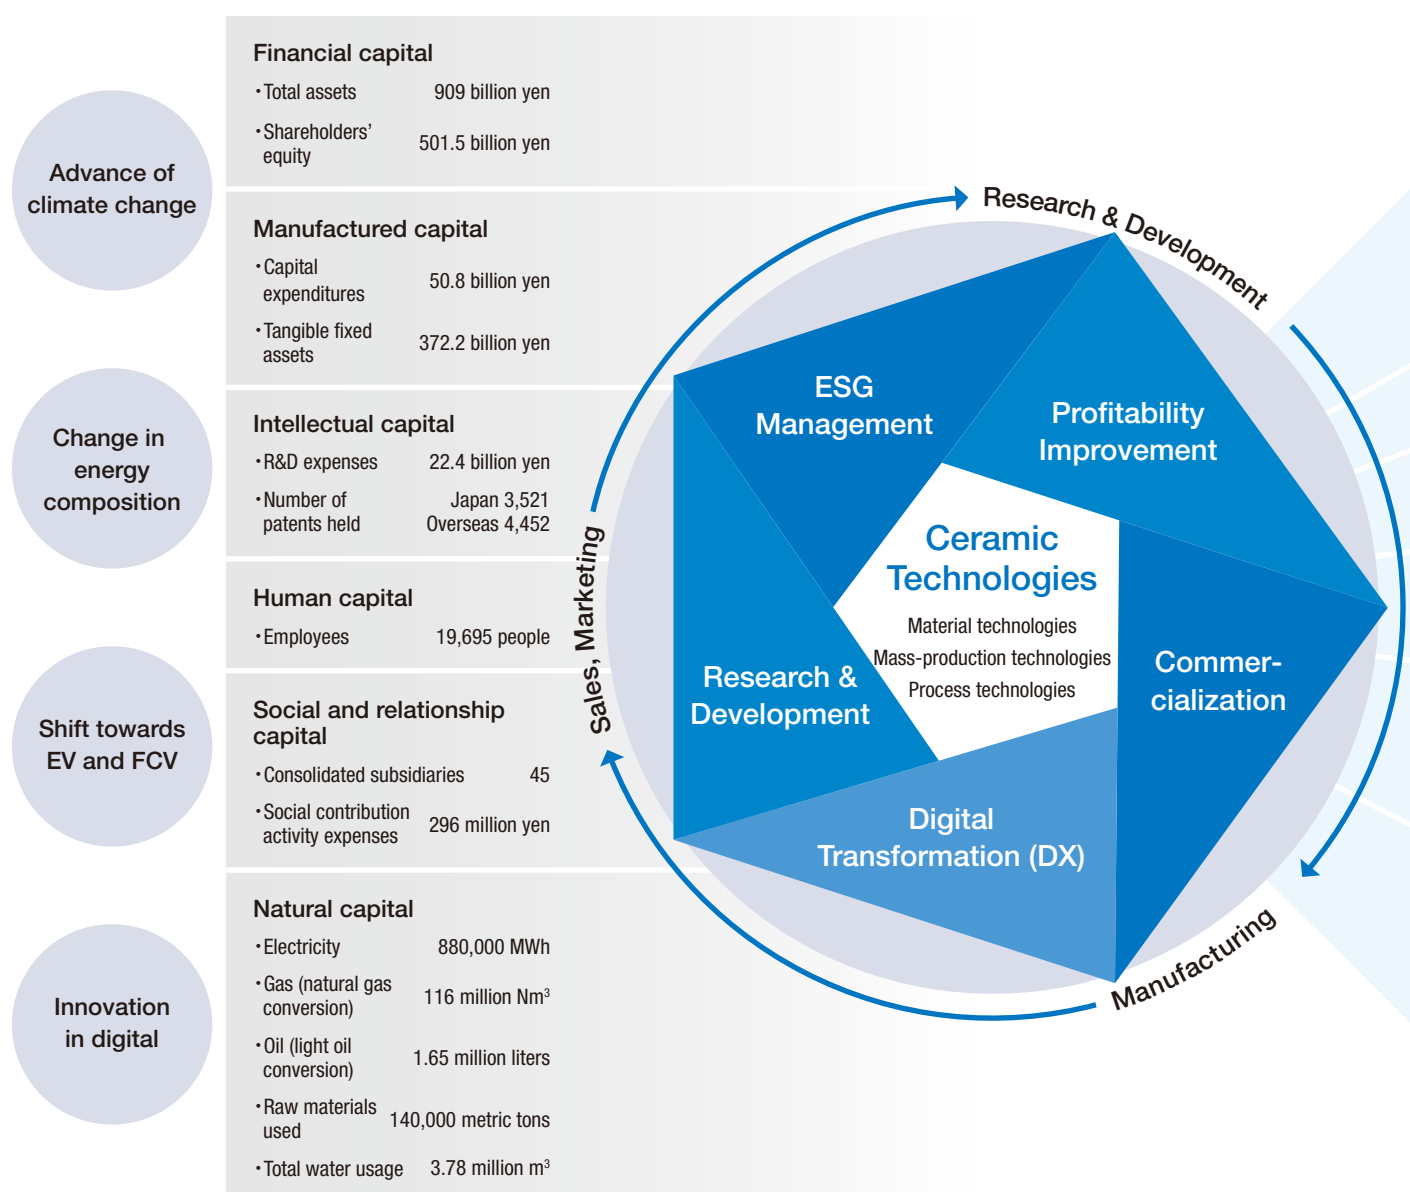 Advance of
climate change
Change in
energy
composition
Shift towards
EV and FCV
Innovation
in digital
Financial capital
・Total assets 909 billion yen
・Shareholders'
equity 501.5 billion yen
Manufactured capital
・Capital
expenditures 50.8 billion yen
・Tangible fixed
assets 372.2 billion yen
Intellectual capital
・R&D expenses 22.4 billion yen
・Number of Japan 3,521
patents held Overseas 4,452
Human capital
・Employees 19,695 people
Social and relationship
capital
・Consolidated subsidiaries 45
・Social contribution
activity expenses 296 million yen
Natural capital
・Electricity 880,000 MWh
・Gas (natural gas
conversion) 116 million Nm³
・Oil (light oil
conversion) 1.65 million liters
・Raw materials
used 140,000 metric tons
・Total water usage 3.78 million m³
Research & Development
Manufacturing
Sales, Marketing
ESG
Management
Profitability
Improvement
Commer-
cialization
Digital
Transformation (DX)
Research &
Development
Ceramic
Technologies
Material technologies
Mass-production technologies
Process technologies